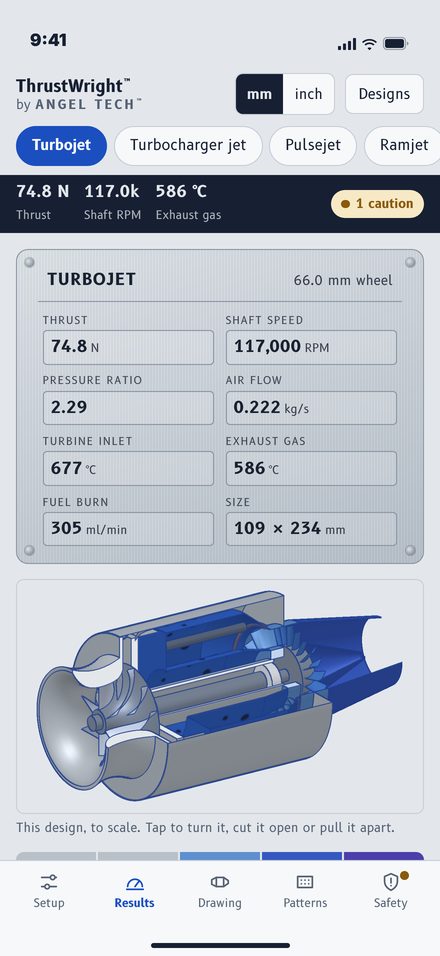 9:41
ThrustWright™
by ANGEL TECH™
mm inch Designs
Turbojet Turbocharger jet Pulsejet Ramjet
74.8 N 117.0k 586 °C
Thrust Shaft RPM Exhaust gas
1 caution
TURBOJET 66.0 mm wheel
THRUST SHAFT SPEED
74.8 N 117,000 RPM
PRESSURE RATIO AIR FLOW
2.29 0.222 kg/s
TURBINE INLET EXHAUST GAS
677 °C 586 °C
FUEL BURN SIZE
305 ml/min 109 × 234 mm
This design, to scale. Tap to turn it, cut it open or pull it apart.
Setup Results Drawing Patterns Safety